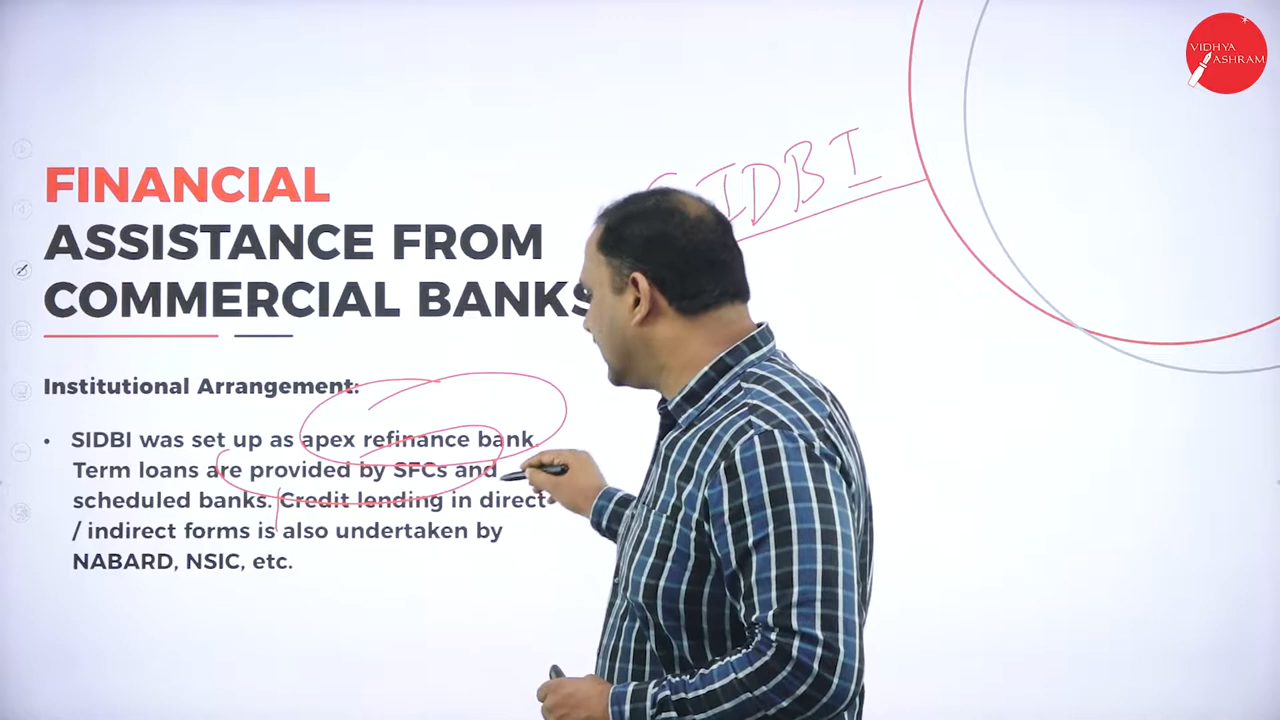 VIDHYA
ASHRAM
SIDBI
FINANCIAL
ASSISTANCE FROM
COMMERCIAL BANKS
Institutional Arrangement:
• SIDBI was set up as apex refinance bank.
Term loans are provided by SFCs and
scheduled banks. Credit lending in direct
/ indirect forms is also undertaken by
NABARD, NSIC, etc.